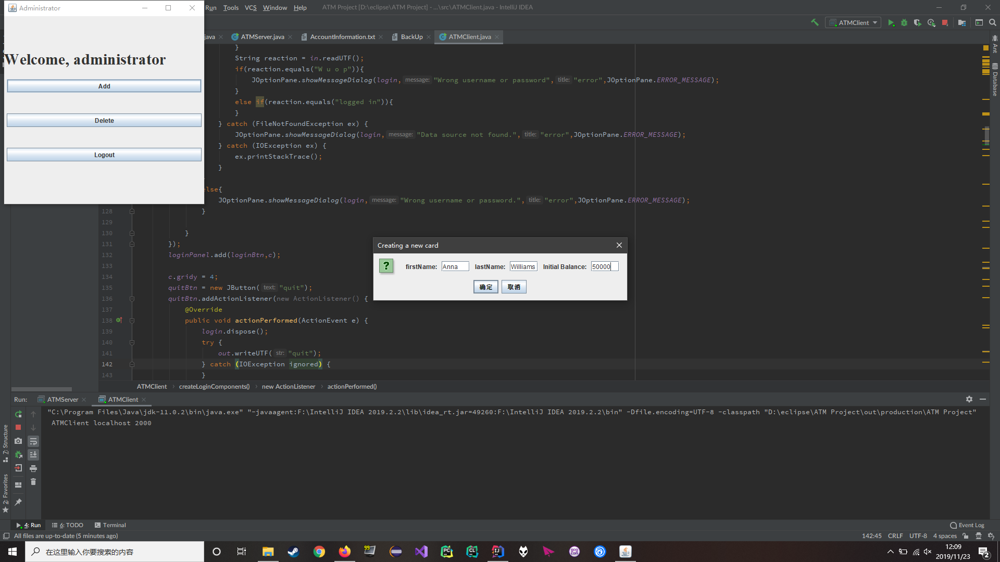 Administrator
Run Tools VCS Window Help
ATM Project [D:\eclipse\ATM Project] - ...\src\ATMClient.java - IntelliJ IDEA
ATMClient
java
ATMServer.java
AccountInformation.txt
BackUp
ATMClient.java
Welcome, administrator
Add
Delete
Logout
}
String reaction = in.readUTF();
if(reaction.equals("W u o p")){
JOptionPane.showMessageDialog(login, message: "Wrong username or password", title: "error",JOptionPane.ERROR_MESSAGE);
}
else if(reaction.equals("logged in")){
}
} catch (FileNotFoundException ex) {
JOptionPane.showMessageDialog(login, message: "Data source not found.", title: "error",JOptionPane.ERROR_MESSAGE);
} catch (IOException ex) {
ex.printStackTrace();
}
lse{
JOptionPane.showMessageDialog(login, message: "Wrong username or password.", title: "error",JOptionPane.ERROR_MESSAGE);
128 }
129
130 }
131 });
132 loginPanel.add(loginBtn,c);
133
134 c.gridy = 4;
135 quitBtn = new JButton( text: "quit");
136 quitBtn.addActionListener(new ActionListener() {
137 @Override
138 public void actionPerformed(ActionEvent e) {
139 login.dispose();
140 try {
141 out.writeUTF( str: "quit");
142 } catch (IOException ignored) {
143 }
Creating a new card
?
firstName: Anna lastName: Williams Initial Balance: 50000
确定 取消
Ant
Database
ATMClient
createLoginComponents()
new ActionListener
actionPerformed()
Run: ATMServer ATMClient
"C:\Program Files\Java\jdk-11.0.2\bin\java.exe" "-javaagent:F:\IntelliJ IDEA 2019.2.2\lib\idea_rt.jar=49260:F:\IntelliJ IDEA 2019.2.2\bin" -Dfile.encoding=UTF-8 -classpath "D:\eclipse\ATM Project\out\production\ATM Project"
ATMClient localhost 2000
Z: Structure
2: Favorites
4: Run 6: TODO Terminal
Event Log
All files are up-to-date (5 minutes ago)
142:45 CRLF UTF-8 4 spaces
在这里输入你要搜索的内容
99
PC
CL
IJ
GOG
COM
12:09
2019/11/23
2